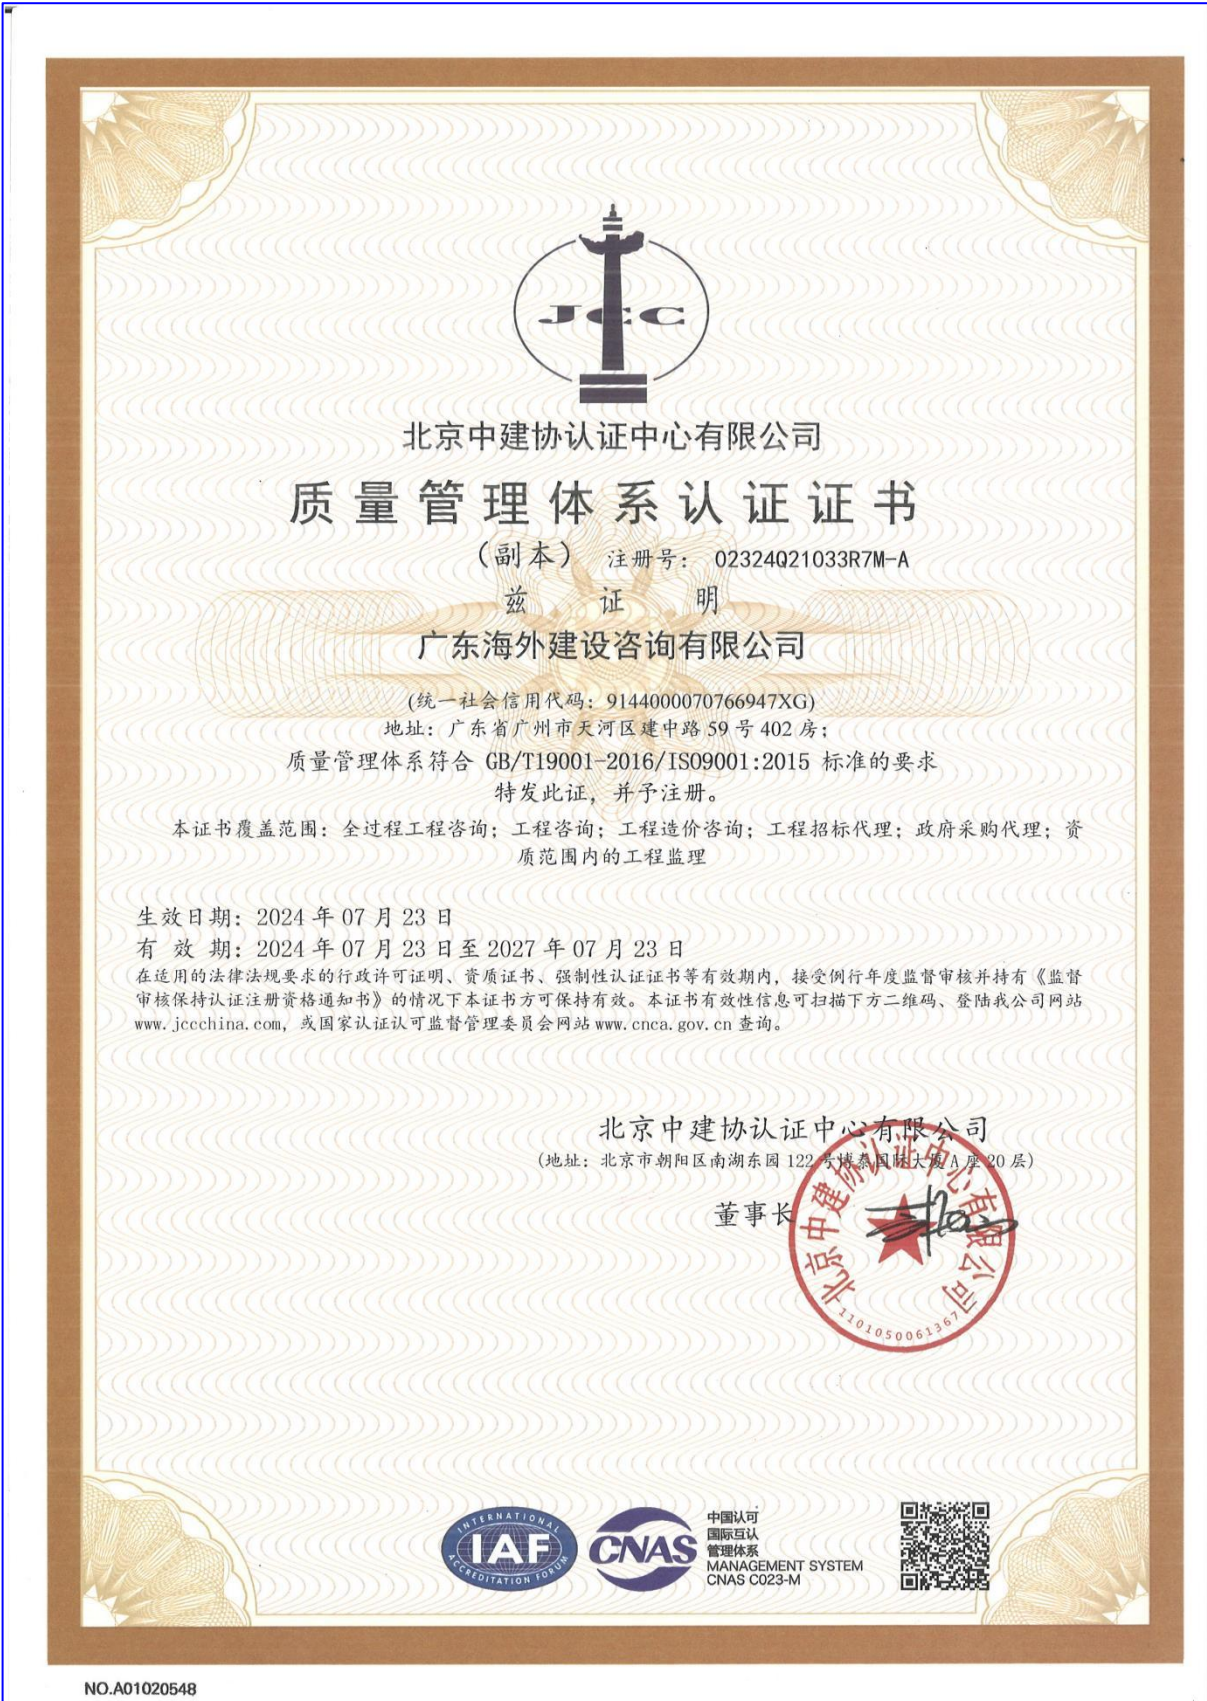 JCC
北京中建协认证中心有限公司
质量管理体系认证证书
（副本） 注册号： 02324Q21033R7M-A
兹 证 明
广东海外建设咨询有限公司
(统一社会信用代码：9144000070766947XG)
地址：广东省广州市天河区建中路 59 号 402 房；
质量管理体系符合 GB/T19001-2016/ISO9001:2015 标准的要求
特发此证，并予注册。
本证书覆盖范围：全过程工程咨询；工程咨询；工程造价咨询；工程招标代理；政府采购代理；资
质范围内的工程监理
生效日期：2024 年 07 月 23 日
有 效 期：2024 年 07 月 23 日至 2027 年 07 月 23 日
在适用的法律法规要求的行政许可证明、资质证书、强制性认证证书等有效期内，接受例行年度监督审核并持有《监督
审核保持认证注册资格通知书》的情况下本证书方可保持有效。本证书有效性信息可扫描下方二维码、登陆我公司网站
www.jccchina.com，或国家认证认可监督管理委员会网站 www.cnca.gov.cn 查询。
北京中建协认证中心有限公司
(地址：北京市朝阳区南湖东园 122 号博泰国际大厦 A 座 20 层)
董事长
北京中建协认证中心有限公司
1101050061367
INTERNATIONAL
IAF
ACCREDITATION FORUM
CNAS
中国认可
国际互认
管理体系
MANAGEMENT SYSTEM
CNAS C023-M
NO.A01020548